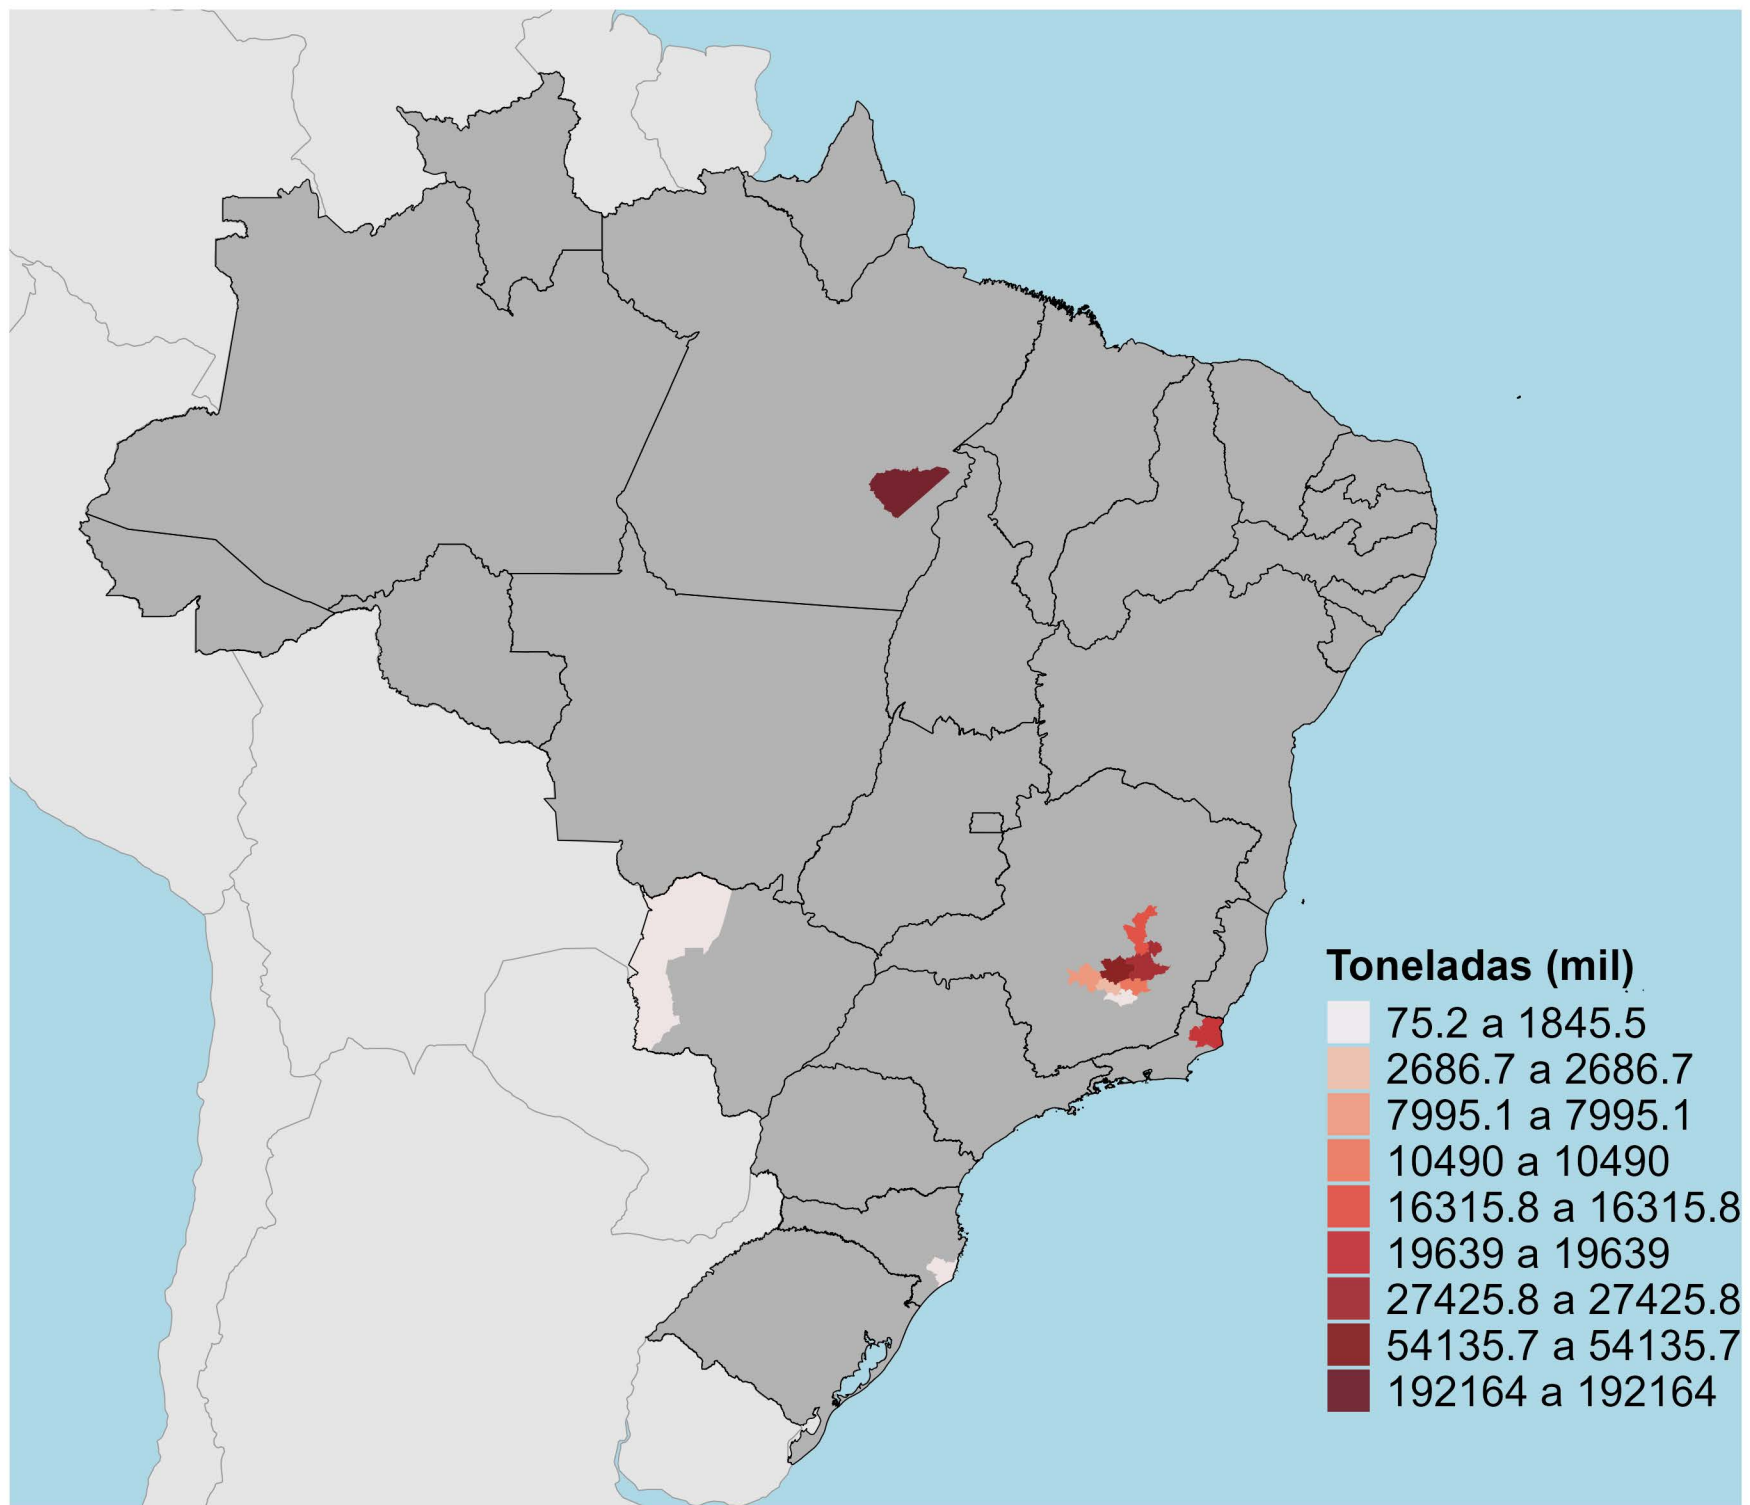 Toneladas (mil)
75.2 a 1845.5
2686.7 a 2686.7
7995.1 a 7995.1
10490 a 10490
16315.8 a 16315.8
19639 a 19639
27425.8 a 27425.8
54135.7 a 54135.7
192164 a 192164